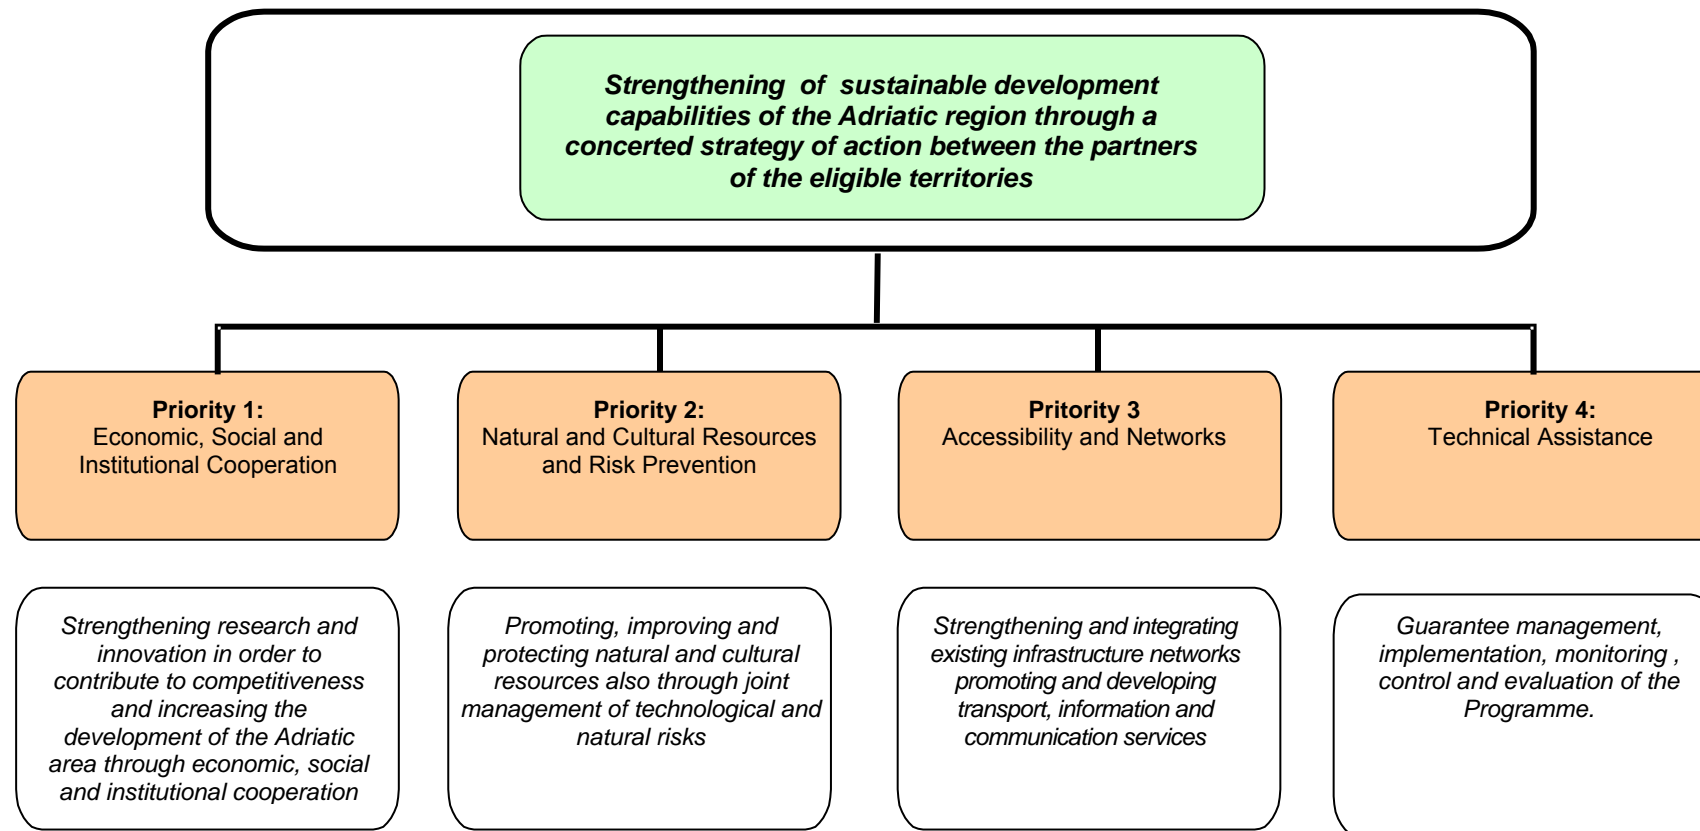 Strengthening of sustainable development
capabilities of the Adriatic region through a
concerted strategy of action between the partners
of the eligible territories
Priority 1:
Economic, Social and
Institutional Cooperation
Priority 2:
Natural and Cultural Resources
and Risk Prevention
Pritority 3
Accessibility and Networks
Priority 4:
Technical Assistance
Strengthening research and
innovation in order to
contribute to competitiveness
and increasing the
development of the Adriatic
area through economic, social
and institutional cooperation
Promoting, improving and
protecting natural and cultural
resources also through joint
management of technological and
natural risks
Strengthening and integrating
existing infrastructure networks
promoting and developing
transport, information and
communication services
Guarantee management,
implementation, monitoring ,
control and evaluation of the
Programme.